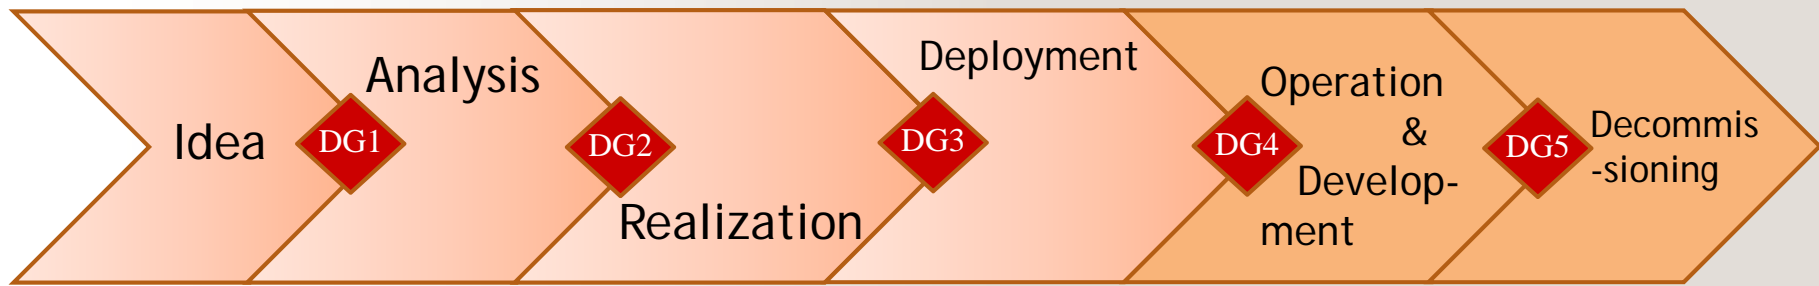 Idea
DG1
Analysis
DG2
Realization
DG3
Deployment
DG4
Operation
&
Develop-
ment
DG5
Decommis
-sioning